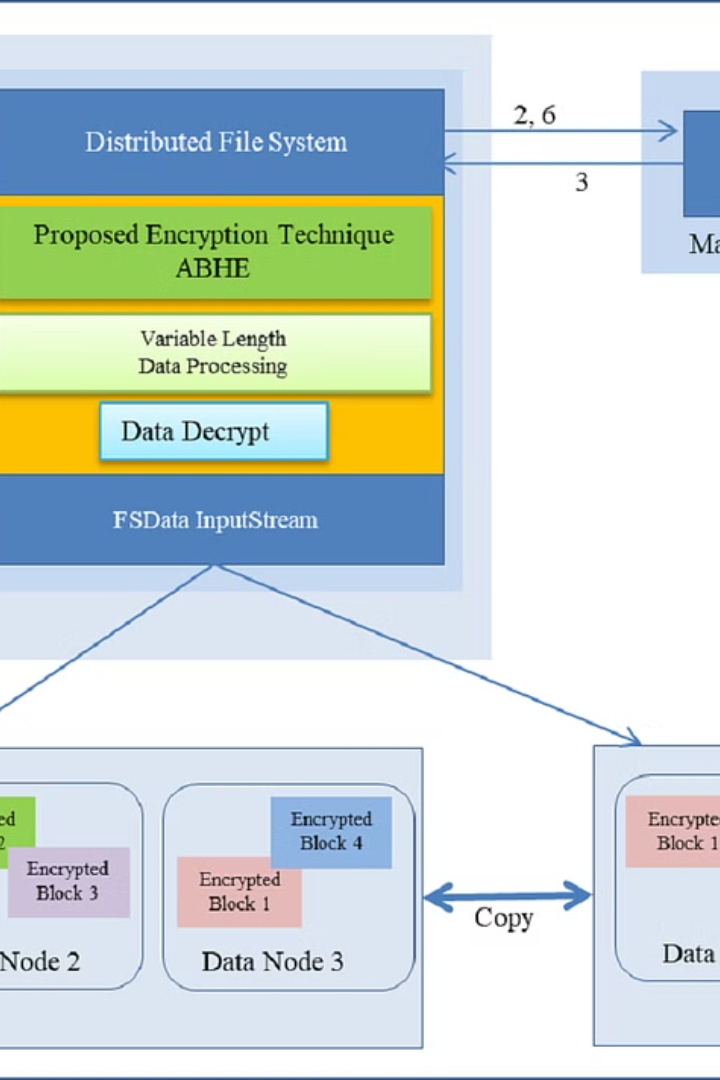 2, 6
Distributed File System
3
Proposed Encryption Technique
ABHE
Variable Length
Data Processing
Data Decrypt
FSData InputStream
Encrypted
Block 4
Encrypted
Block 3
Encrypted
Block 1
Node 2
Data Node 3
Copy
Block 1
Data